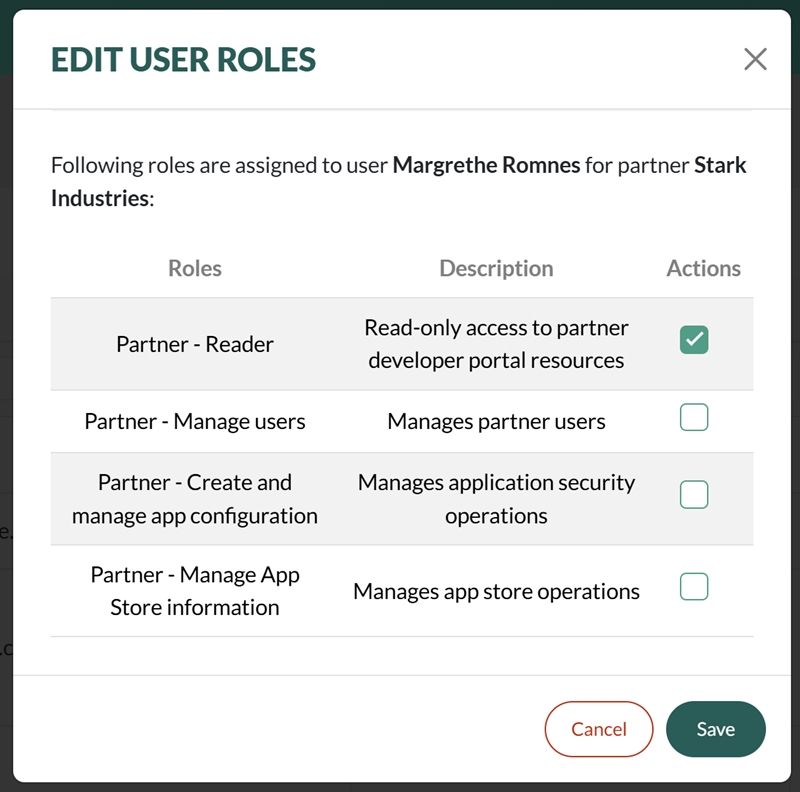 EDIT USER ROLES
Following roles are assigned to user Margrethe Romnes for partner Stark
Industries:
Roles Description Actions
Partner - Reader
Read-only access to partner
developer portal resources
Partner - Manage users
Manages partner users
Partner - Create and
manage app configuration
Manages application security
operations
Partner - Manage App
Store information
Manages app store operations
Cancel Save